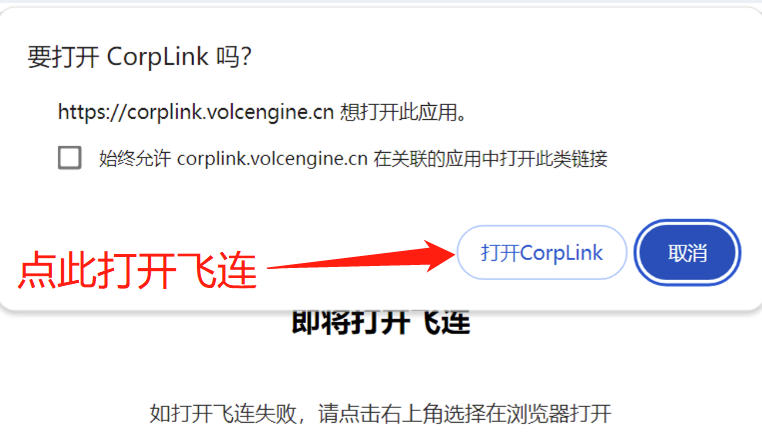 要打开 CorpLink 吗？
https://corplink.volcengine.cn 想打开此应用。
始终允许 corplink.volcengine.cn 在关联的应用中打开此类链接
点此打开飞连
打开CorpLink
取消
即将打开飞连
如打开飞连失败，请点击右上角选择在浏览器打开